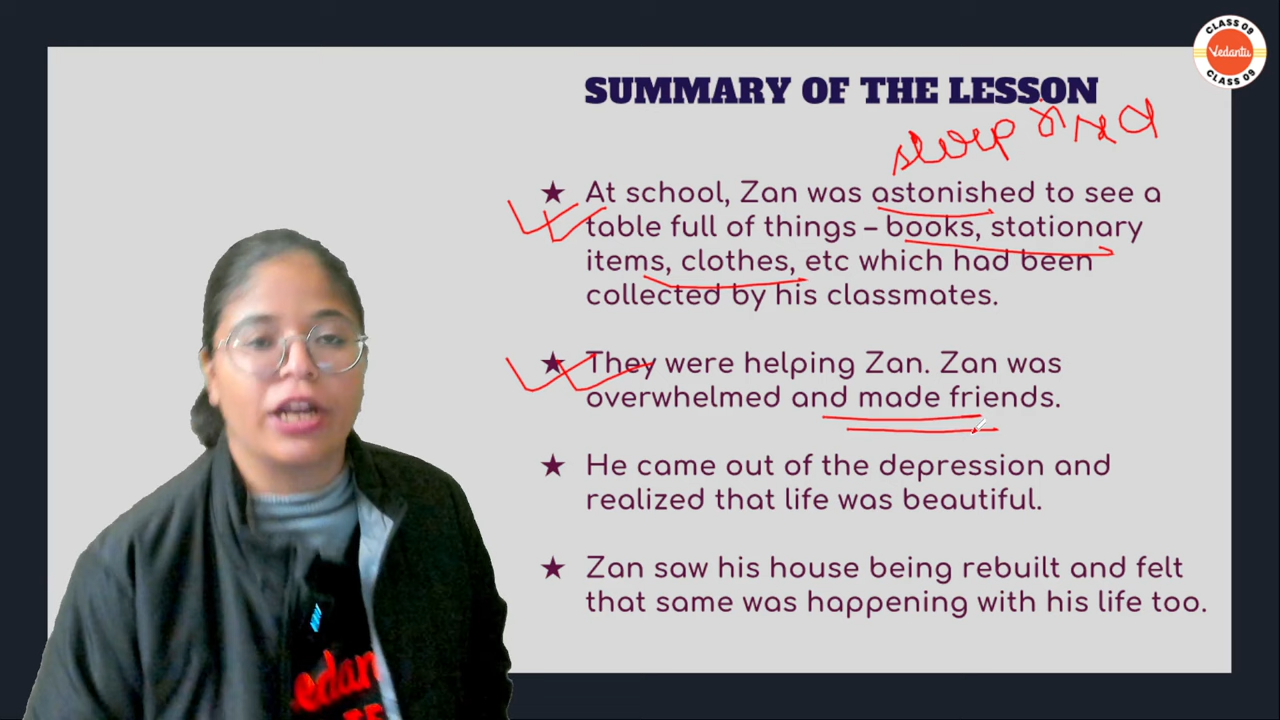 CLASS 09
Vedantu
CLASS 09
SUMMARY OF THE LESSON
★ At school, Zan was astonished to see a
table full of things – books, stationary
items, clothes, etc which had been
collected by his classmates.
★ They were helping Zan. Zan was
overwhelmed and made friends.
★ He came out of the depression and
realized that life was beautiful.
★ Zan saw his house being rebuilt and felt
that same was happening with his life too.